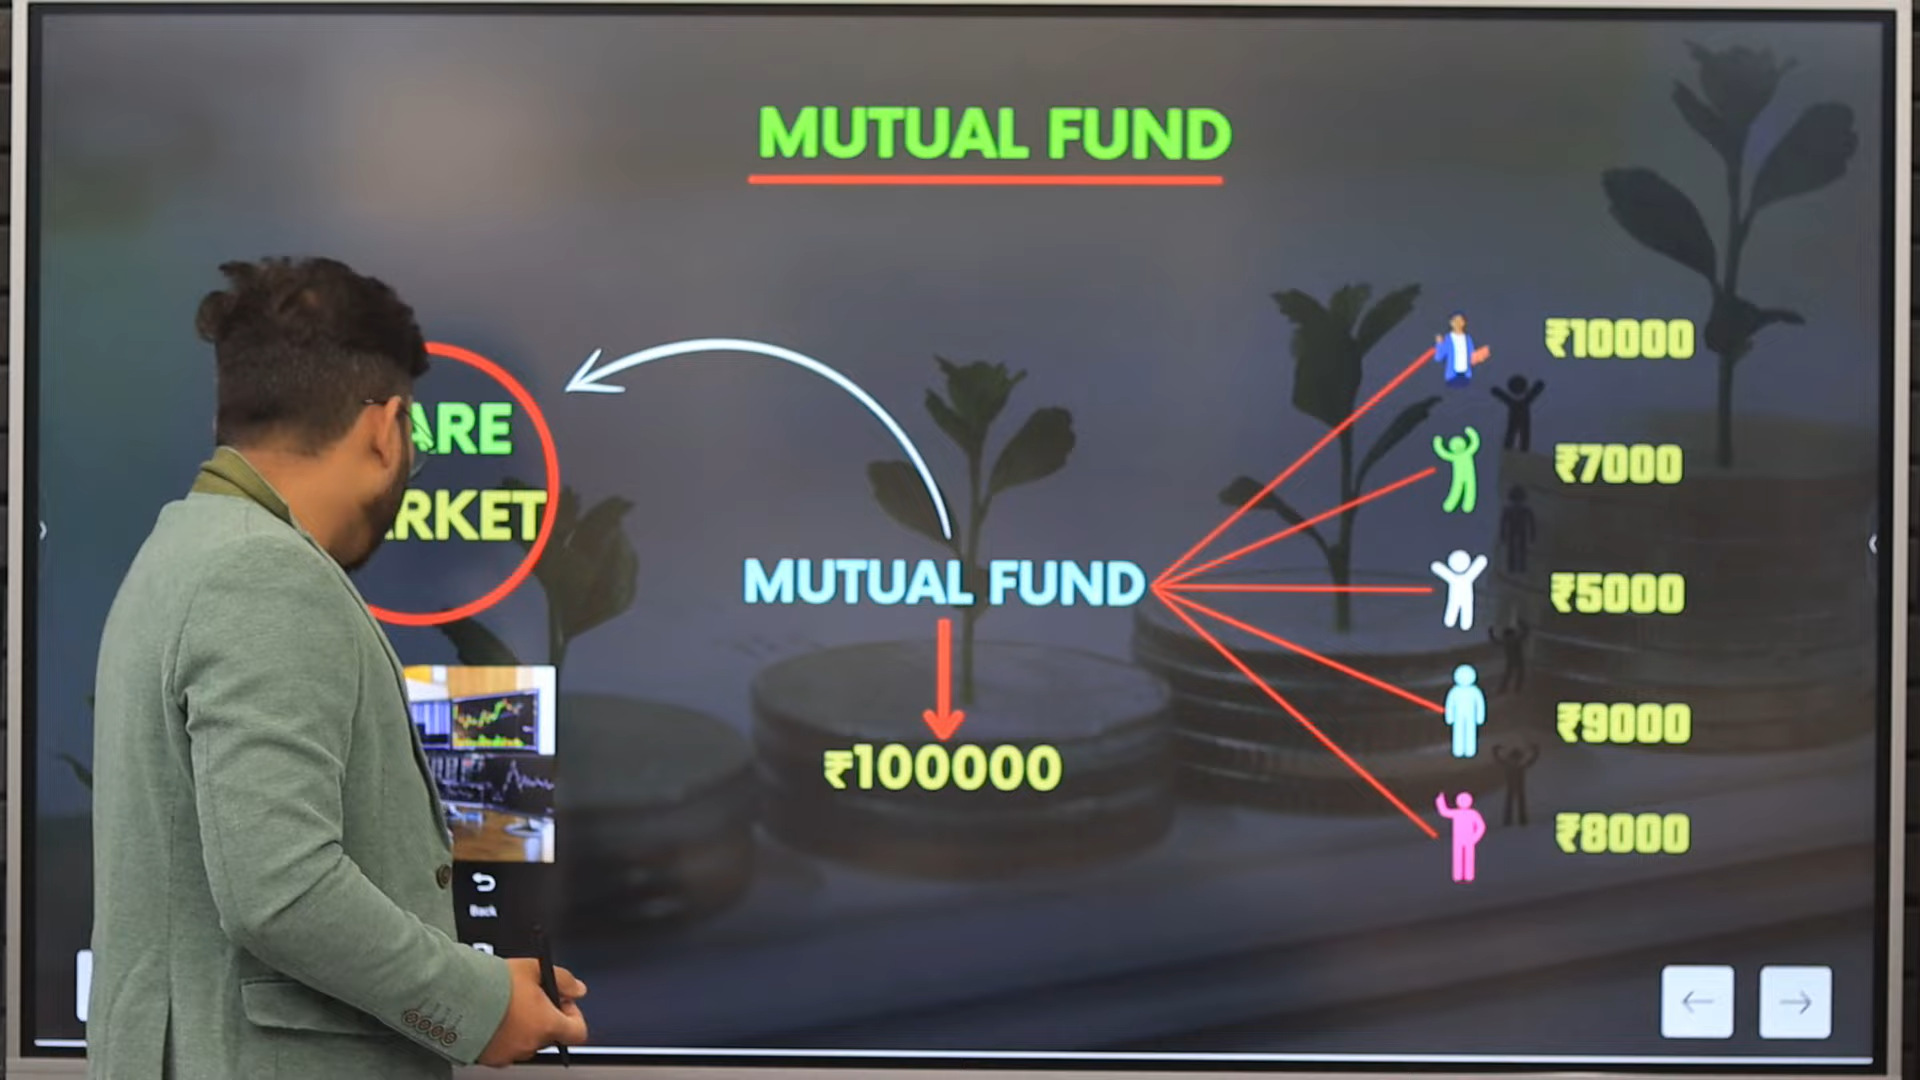 MUTUAL FUND
ARE
RKET
MUTUAL FUND
₹100000
₹10000
₹7000
₹5000
₹9000
₹8000
Back